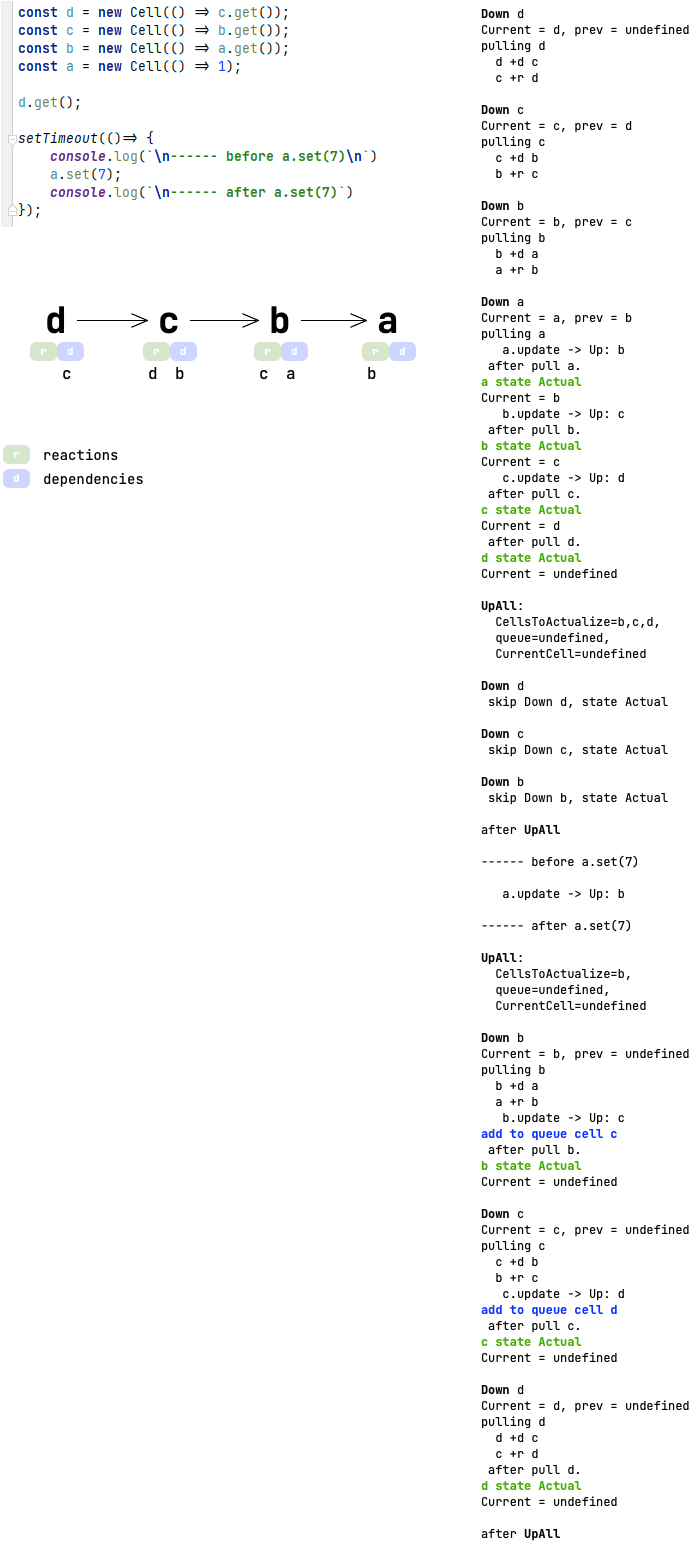 const d = new Cell(() => c.get());
const c = new Cell(() => b.get());
const b = new Cell(() => a.get());
const a = new Cell(() => 1);
d.get();
setTimeout(()=> {
    console.log(`\n------ before a.set(7)\n`)
    a.set(7);
    console.log(`\n------ after a.set(7)`)
});
d c b a
r d r d r d r d
c d b c a b
r reactions
d dependencies
Down d
Current = d, prev = undefined
pulling d
  d +d c
  c +r d
Down c
Current = c, prev = d
pulling c
  c +d b
  b +r c
Down b
Current = b, prev = c
pulling b
  b +d a
  a +r b
Down a
Current = a, prev = b
pulling a
   a.update -> Up: b
 after pull a.
a state Actual
Current = b
   b.update -> Up: c
 after pull b.
b state Actual
Current = c
   c.update -> Up: d
 after pull c.
c state Actual
Current = d
 after pull d.
d state Actual
Current = undefined
UpAll:
  CellsToActualize=b,c,d,
  queue=undefined,
  CurrentCell=undefined
Down d
 skip Down d, state Actual
Down c
 skip Down c, state Actual
Down b
 skip Down b, state Actual
after UpAll
------ before a.set(7)
   a.update -> Up: b
------ after a.set(7)
UpAll:
  CellsToActualize=b,
  queue=undefined,
  CurrentCell=undefined
Down b
Current = b, prev = undefined
pulling b
  b +d a
  a +r b
   b.update -> Up: c
add to queue cell c
 after pull b.
b state Actual
Current = undefined
Down c
Current = c, prev = undefined
pulling c
  c +d b
  b +r c
   c.update -> Up: d
add to queue cell d
 after pull c.
c state Actual
Current = undefined
Down d
Current = d, prev = undefined
pulling d
  d +d c
  c +r d
 after pull d.
d state Actual
Current = undefined
after UpAll